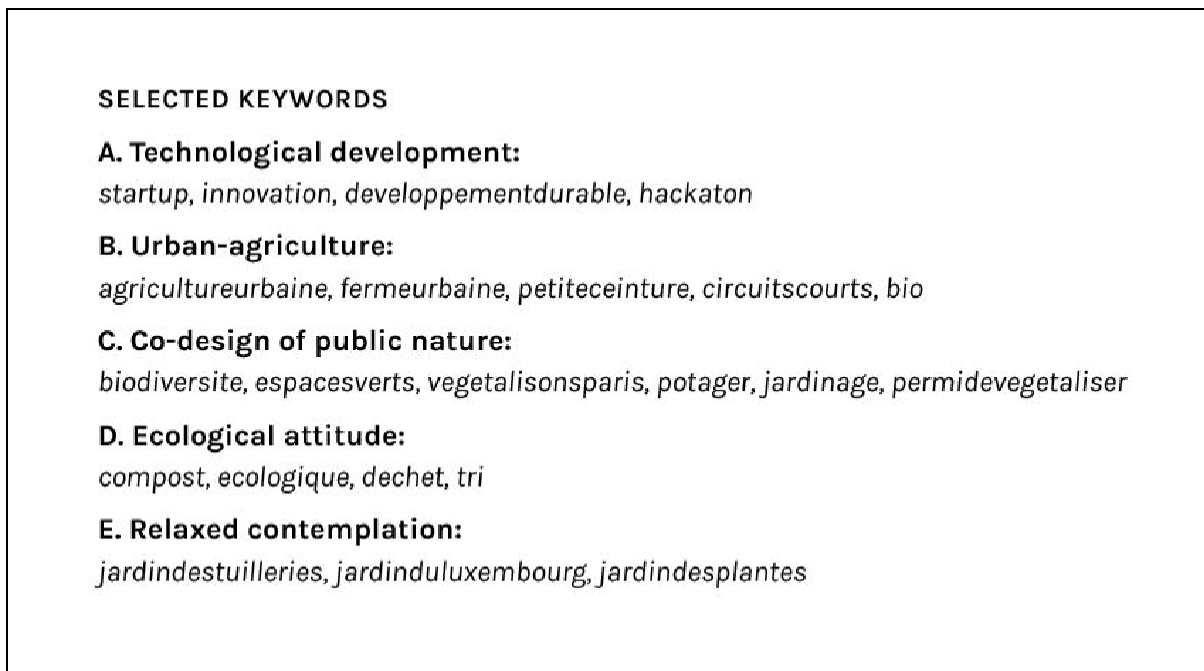 SELECTED KEYWORDS
A. Technological development:
startup, innovation, developpementdurable, hackaton
B. Urban-agriculture:
agricultureurbaine, fermeurbaine, petiteceinture, circuitscourts, bio
C. Co-design of public nature:
biodiversite, espacesverts, vegetalisonsparis, potager, jardinage, permidevegetaliser
D. Ecological attitude:
compost, ecologique, dechet, tri
E. Relaxed contemplation:
jardindestuilleries, jardinduluxembourg, jardindesplantes